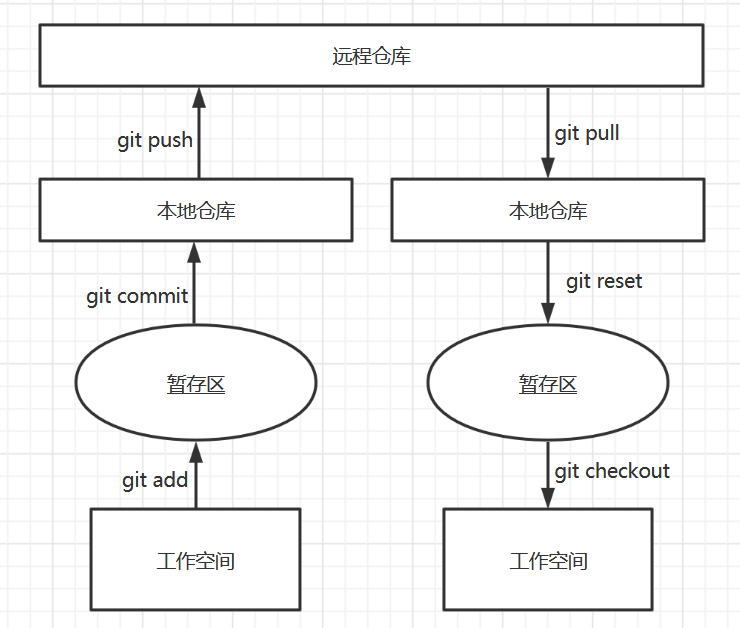 远程仓库
git push
git pull
本地仓库
本地仓库
git commit
git reset
暂存区
暂存区
git add
git checkout
工作空间
工作空间